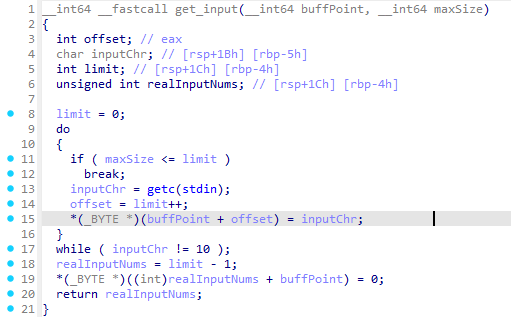 1 __int64 __fastcall get_input(__int64 buffPoint, __int64 maxSize)
2 {
3 int offset; // eax
4 char inputChr; // [rsp+1Bh] [rbp-5h]
5 int limit; // [rsp+1Ch] [rbp-4h]
6 unsigned int realInputNums; // [rsp+1Ch] [rbp-4h]
7
8 limit = 0;
9 do
10 {
11 if ( maxSize <= limit )
12 break;
13 inputChr = getc(stdin);
14 offset = limit++;
15 *(_BYTE *)(buffPoint + offset) = inputChr;
16 }
17 while ( inputChr != 10 );
18 realInputNums = limit - 1;
19 *(_BYTE *)((int)realInputNums + buffPoint) = 0;
20 return realInputNums;
21 }